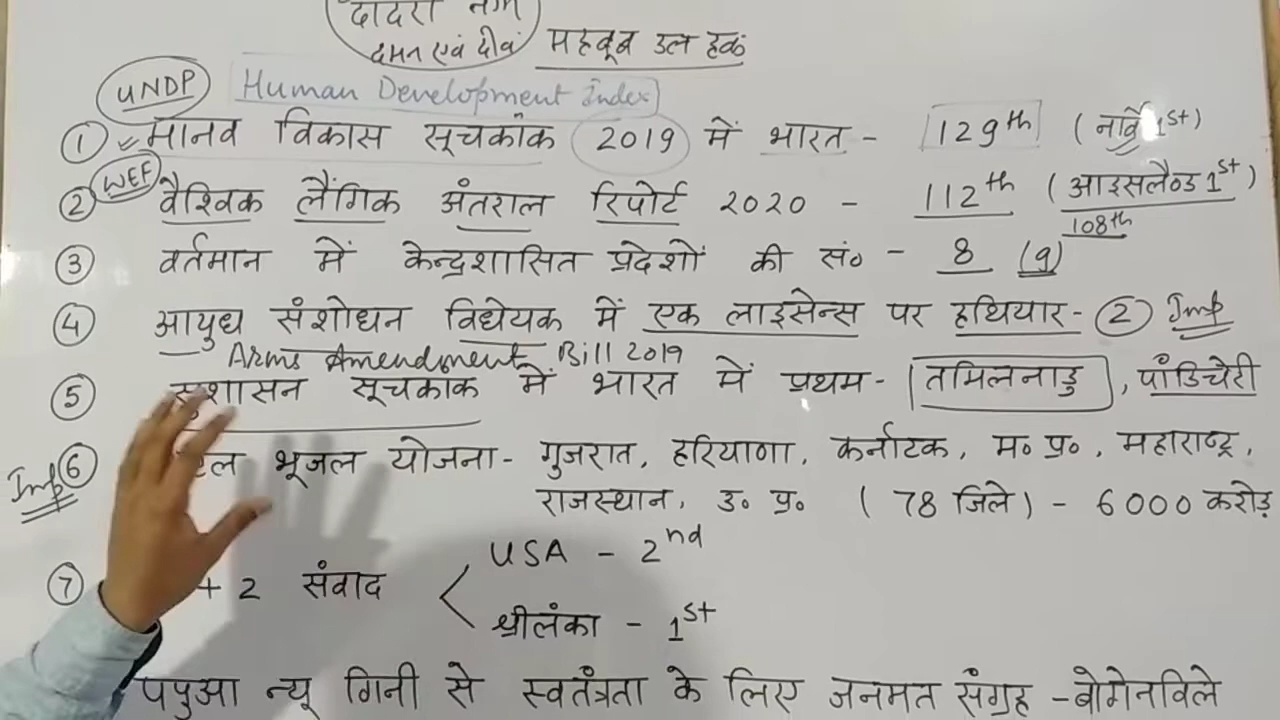 दादरा नगर
दमन एवं दीव महबूब उल हक
UNDP Human Development Index
① मानव विकास सूचकांक 2019 में भारत - 129th (नार्वे 1st)
WEF
② वैश्विक लैंगिक अंतराल रिपोर्ट २०२० - 112th (आइसलैण्ड 1st)
108th
③ वर्तमान में केन्द्रशासित प्रदेशों की सं० - 8 (9)
④ आयुध संशोधन विधेयक में एक लाइसेन्स पर हथियार - ② Imp
Arms Amendment Bill 2019
⑤ सुशासन सूचकांक में भारत में प्रथम - तमिलनाडु, पाँडिचेरी
Imp ⑥ टल भूजल योजना - गुजरात, हरियाणा, कर्नाटक, म० प्र०, महाराष्ट्र,
राजस्थान, उ० प्र० (78 जिले) - 6000 करोड़
USA - 2nd
⑦ + 2 संवाद
श्रीलंका - 1st
पपुआ न्यू गिनी से स्वतंत्रता के लिए जनमत संग्रह - बोगेनविले